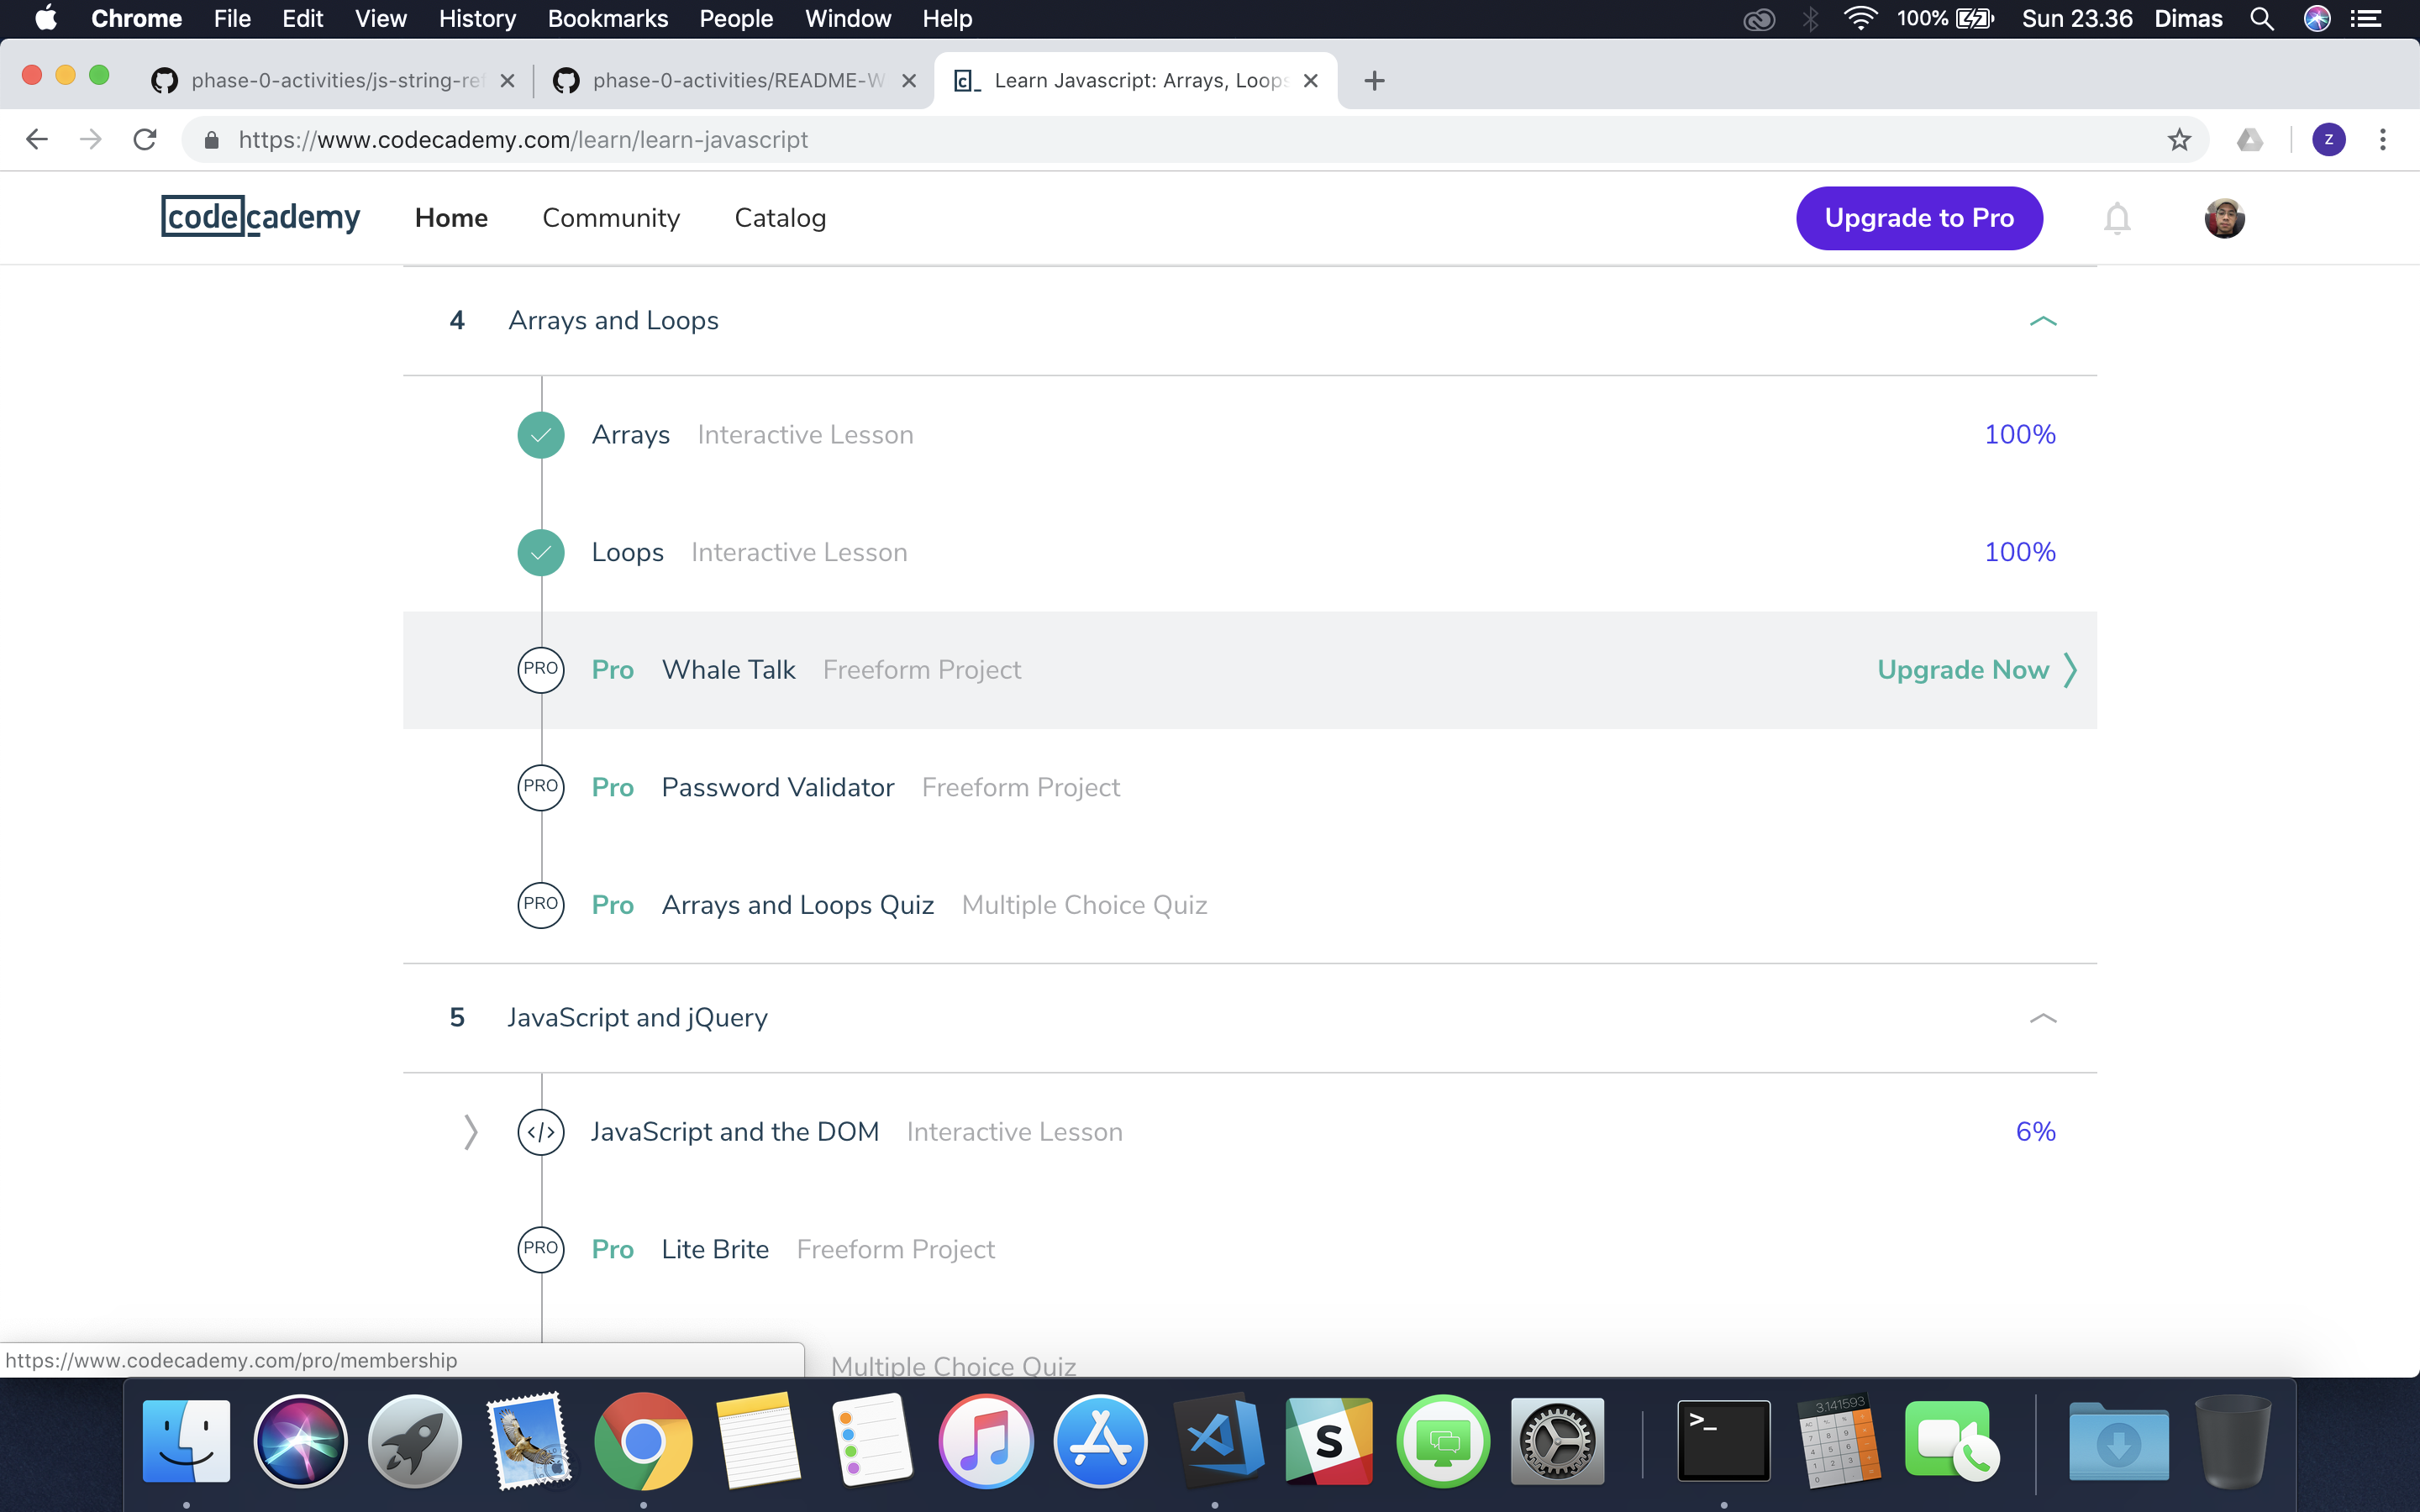 Chrome File Edit View History Bookmarks People Window Help 100% Sun 23.36 Dimas
phase-0-activities/js-string-ref phase-0-activities/README-W Learn Javascript: Arrays, Loops
https://www.codecademy.com/learn/learn-javascript Z
codecademy Home Community Catalog Upgrade to Pro
4 Arrays and Loops
Arrays Interactive Lesson 100%
Loops Interactive Lesson 100%
PRO Pro Whale Talk Freeform Project Upgrade Now
PRO Pro Password Validator Freeform Project
PRO Pro Arrays and Loops Quiz Multiple Choice Quiz
5 JavaScript and jQuery
</> JavaScript and the DOM Interactive Lesson 6%
PRO Pro Lite Brite Freeform Project
https://www.codecademy.com/pro/membership Multiple Choice Quiz
S >_ 3.141593